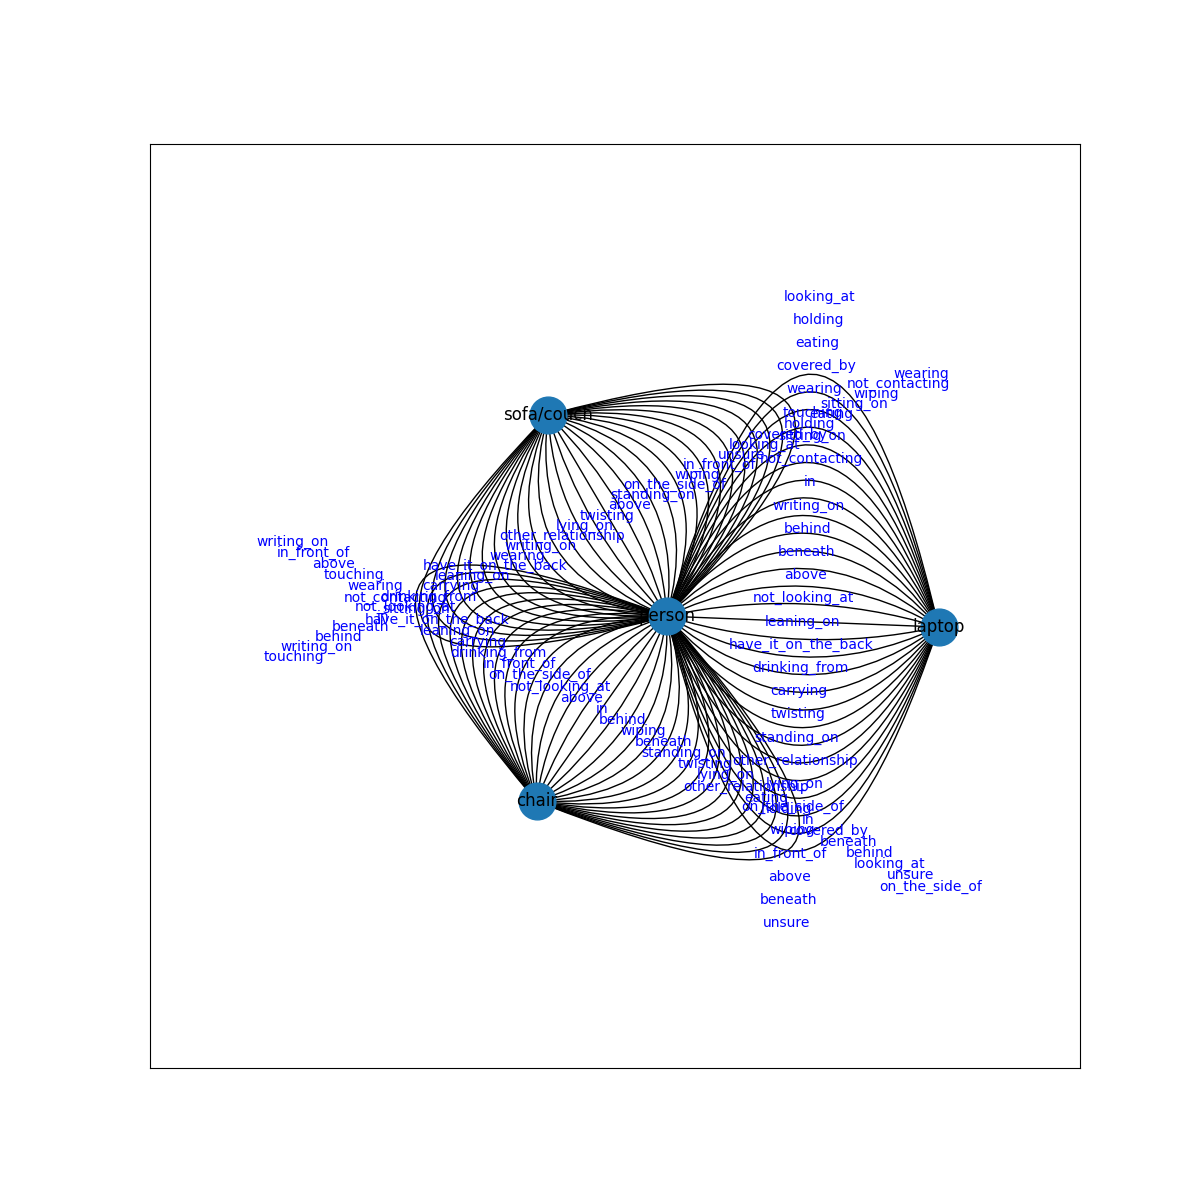 looking_at
holding
eating
covered_by
wearing
not_contacting
wearing
wiping
sitting_on
touching
eating
holding
covered_by
sitting_on
looking_at
unsure
not_contacting
in_front_of
wiping
in
on_the_side_of
standing_on
above
writing_on
twisting
lying_on
behind
other_relationship
writing_on
beneath
wearing
have_it_on_the_back
leaning_on
above
carrying
drinking_from
not_looking_at
sofa/couch
writing_on
in_front_of
above
touching
wearing
not_contacting
not_looking_at
sitting_on
have_it_on_the_back
beneath
leaning_on
behind
carrying
writing_on
drinking_from
touching
in_front_of
on_the_side_of
not_looking_at
above
in
behind
wiping
beneath
standing_on
twisting
lying_on
other_relationship
person
laptop
leaning_on
have_it_on_the_back
drinking_from
carrying
twisting
standing_on
other_relationship
lying_on
eating
on_the_side_of
holding
in
wiping
covered_by
beneath
in_front_of
behind
looking_at
above
unsure
on_the_side_of
beneath
unsure
chair